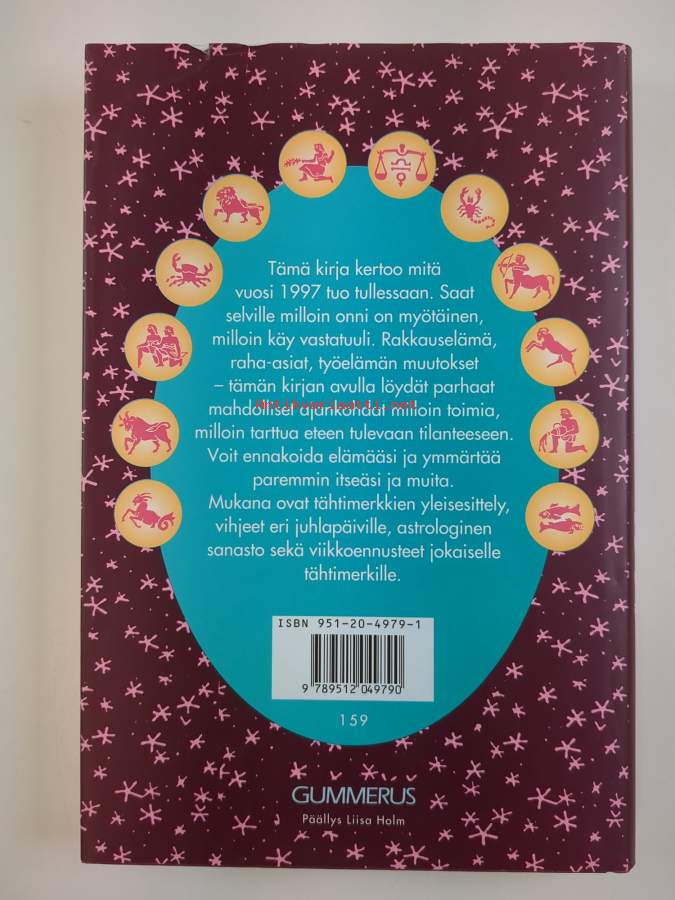 Tämä kirja kertoo mitä
vuosi 1997 tuo tullessaan. Saat
selville milloin onni on myötäinen,
milloin käy vastatuuli. Rakkauselämä,
raha-asiat, työelämän muutokset
– tämän kirjan avulla löydät parhaat
mahdolliset ajankohdat milloin toimia,
Antikvariaatti.net
milloin tarttua eteen tulevaan tilanteeseen.
Voit ennakoida elämääsi ja ymmärtää
paremmin itseäsi ja muita.
Mukana ovat tähtimerkkien yleisesittely,
vihjeet eri juhlapäiville, astrologinen
sanasto sekä viikkoennusteet jokaiselle
tähtimerkille.
ISBN 951-20-4979-1
9 789512 049790
159
GUMMERUS
Päällys Liisa Holm